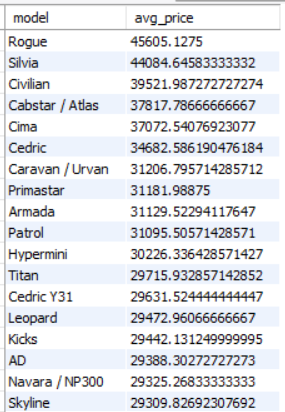 model avg_price
Rogue 45605.1275
Silvia 44084.64583333332
Civilian 39521.987272727274
Cabstar / Atlas 37817.78666666667
Cima 37072.54076923077
Cedric 34682.586190476184
Caravan / Urvan 31206.795714285712
Primastar 31181.98875
Armada 31129.52294117647
Patrol 31095.50571428571
Hypermini 30226.336428571427
Titan 29715.932857142852
Cedric Y31 29631.524444444447
Leopard 29472.96066666667
Kicks 29442.131249999995
AD 29388.30272727273
Navara / NP300 29325.26833333333
Skyline 29309.82692307692